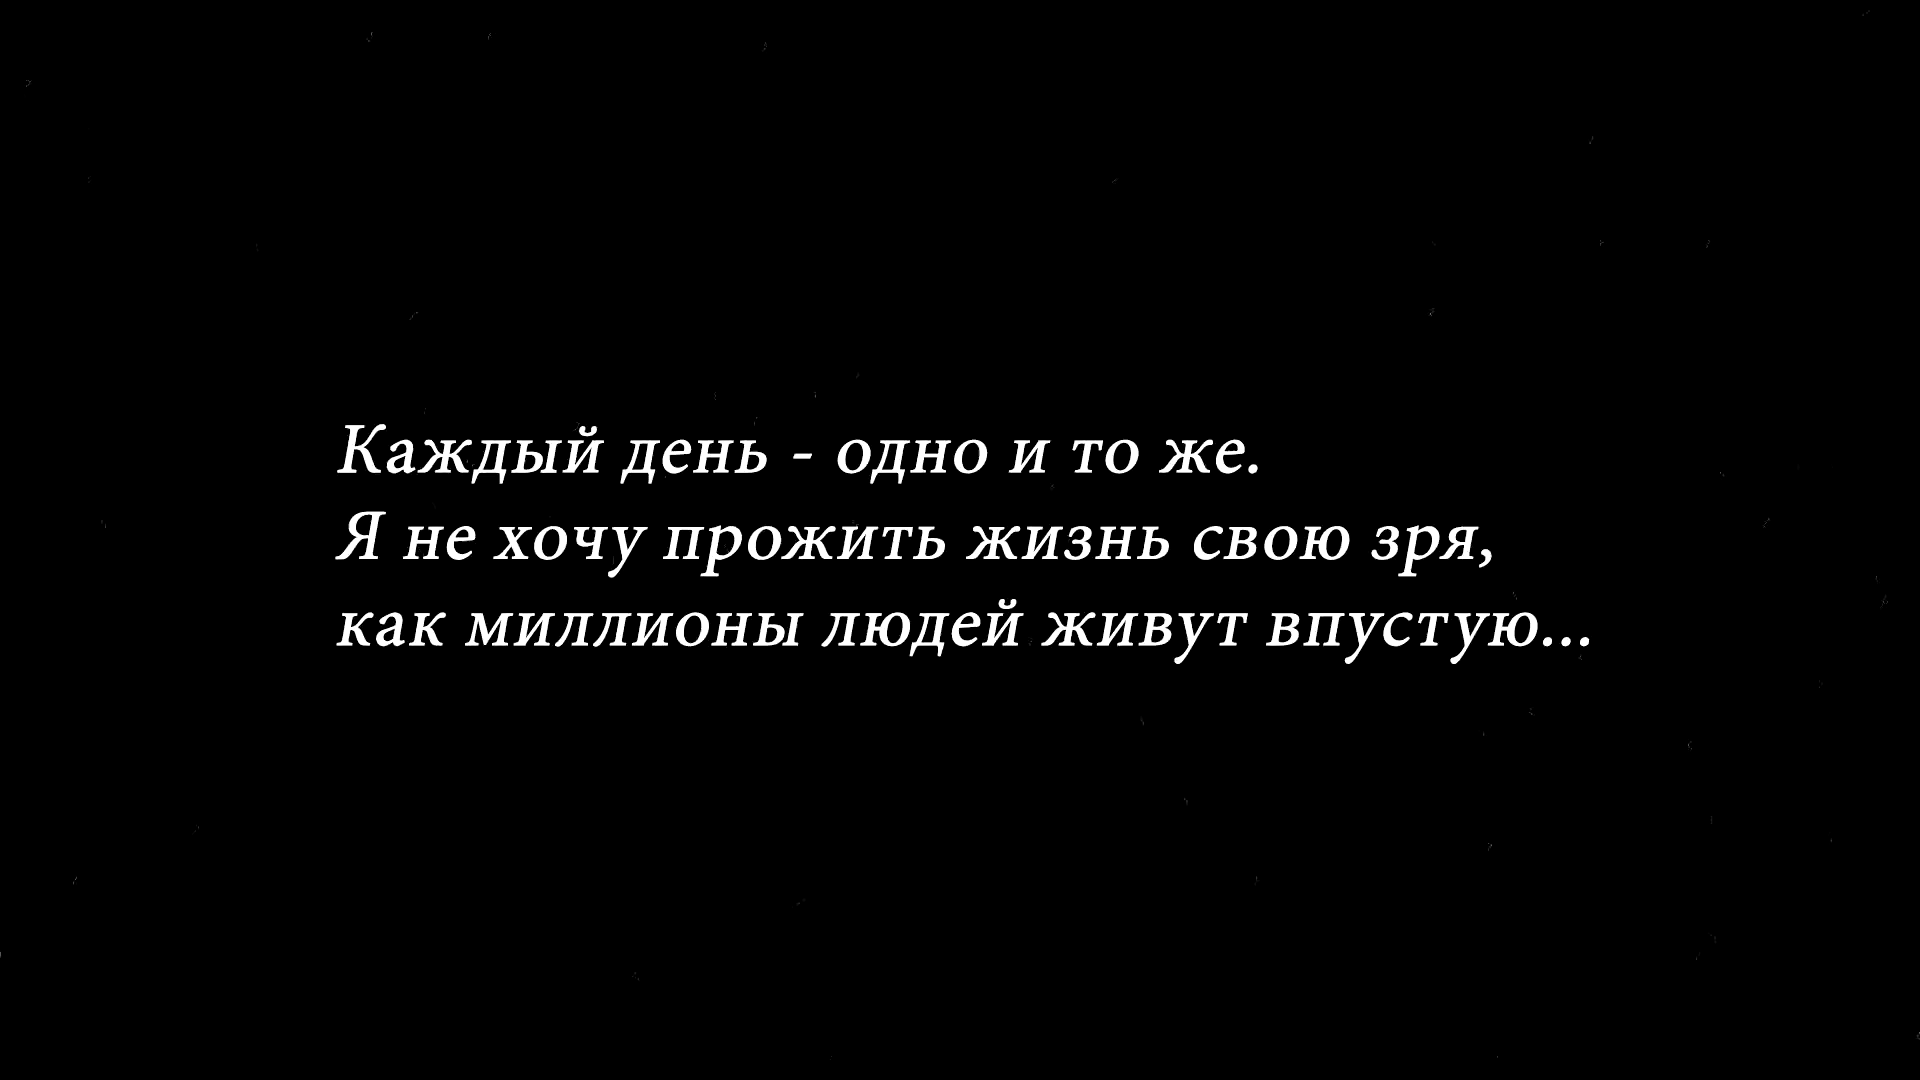 Каждый день - одно и то же.
Я не хочу прожить жизнь свою зря,
как миллионы людей живут впустую...